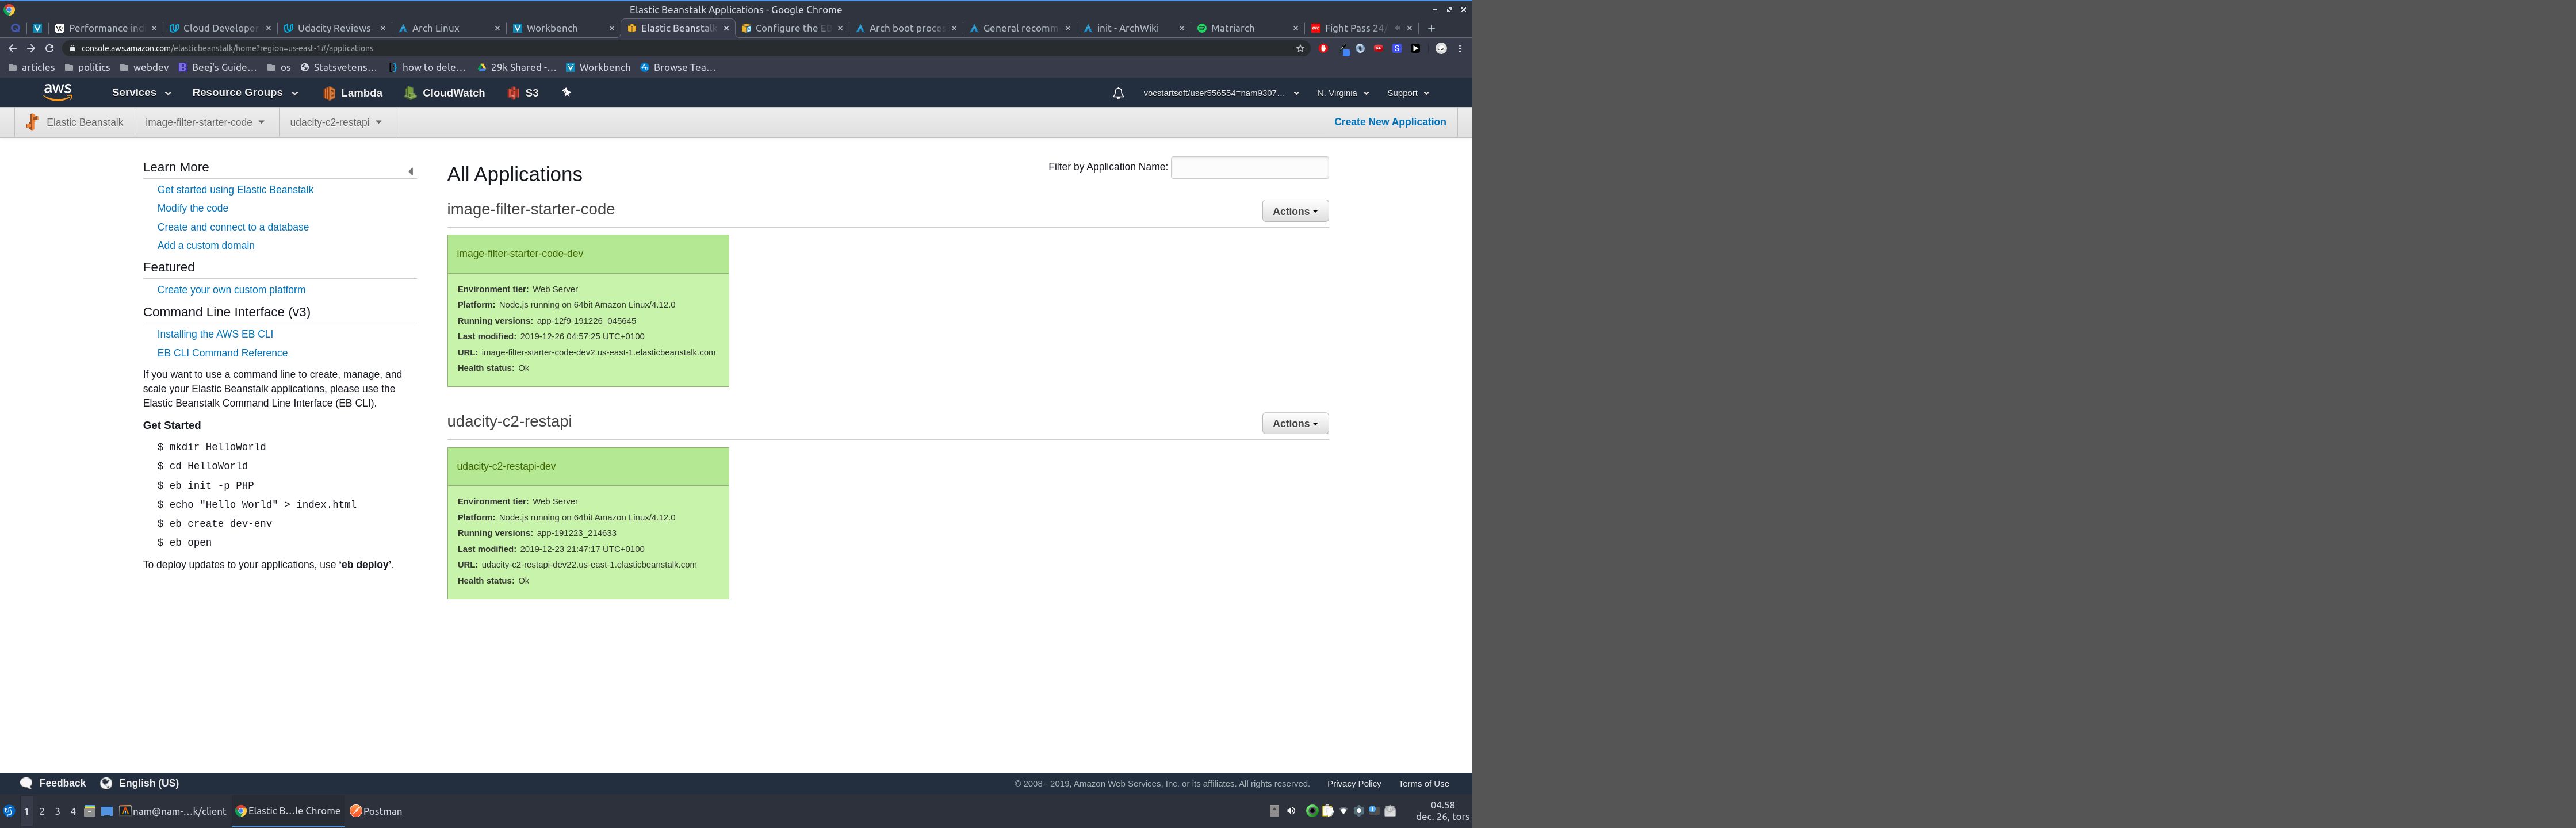 Elastic Beanstalk Applications - Google Chrome
Performance ind
Cloud Developer
Udacity Reviews
Arch Linux
Workbench
Elastic Beanstalk
Configure the EB
Arch boot proces
General recomm
init - ArchWiki
Matriarch
Fight Pass 24/
console.aws.amazon.com/elasticbeanstalk/home?region=us-east-1#/applications
articles
politics
webdev
Beej's Guide...
os
Statsvetens...
how to dele...
29k Shared -...
Workbench
Browse Tea...
aws
Services
Resource Groups
Lambda
CloudWatch
S3
vocstartsoft/user556554=nam9307...
N. Virginia
Support
Elastic Beanstalk
image-filter-starter-code
udacity-c2-restapi
Create New Application
Learn More
Get started using Elastic Beanstalk
Modify the code
Create and connect to a database
Add a custom domain
Featured
Create your own custom platform
Command Line Interface (v3)
Installing the AWS EB CLI
EB CLI Command Reference
If you want to use a command line to create, manage, and
scale your Elastic Beanstalk applications, please use the
Elastic Beanstalk Command Line Interface (EB CLI).
Get Started
$ mkdir HelloWorld
$ cd HelloWorld
$ eb init -p PHP
$ echo "Hello World" > index.html
$ eb create dev-env
$ eb open
To deploy updates to your applications, use ‘eb deploy’.
All Applications
Filter by Application Name:
image-filter-starter-code
Actions
image-filter-starter-code-dev
Environment tier: Web Server
Platform: Node.js running on 64bit Amazon Linux/4.12.0
Running versions: app-12f9-191226_045645
Last modified: 2019-12-26 04:57:25 UTC+0100
URL: image-filter-starter-code-dev2.us-east-1.elasticbeanstalk.com
Health status: Ok
udacity-c2-restapi
Actions
udacity-c2-restapi-dev
Environment tier: Web Server
Platform: Node.js running on 64bit Amazon Linux/4.12.0
Running versions: app-191223_214633
Last modified: 2019-12-23 21:47:17 UTC+0100
URL: udacity-c2-restapi-dev22.us-east-1.elasticbeanstalk.com
Health status: Ok
Feedback
English (US)
© 2008 - 2019, Amazon Web Services, Inc. or its affiliates. All rights reserved.
Privacy Policy
Terms of Use
1 2 3 4
nam@nam-...k/client
Elastic B...le Chrome
Postman
04.58
dec. 26, tors